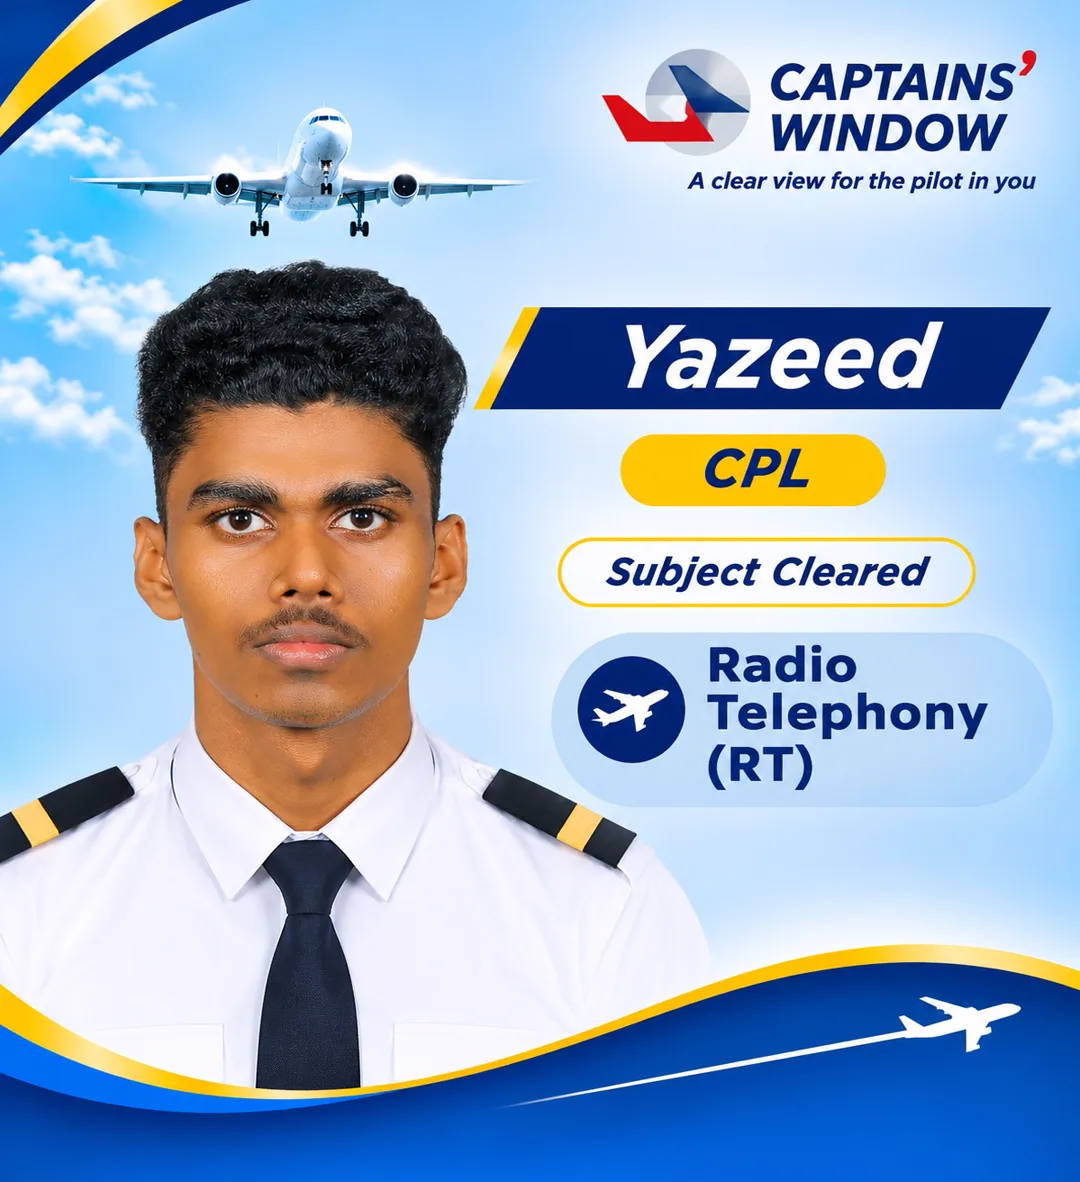 CAPTAINS'
WINDOW
A clear view for the pilot in you
Yazeed
CPL
Subject Cleared
Radio
Telephony
(RT)